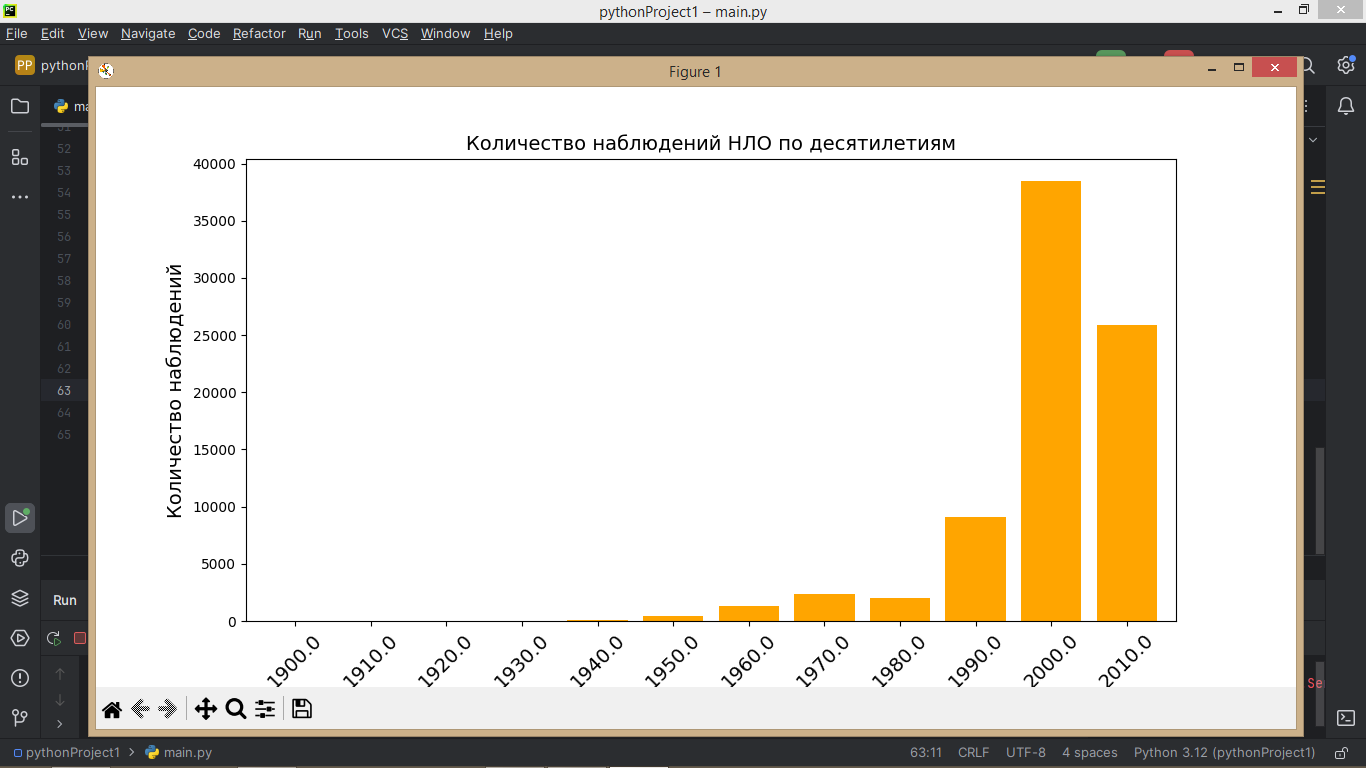 pythonProject1 – main.py
File Edit View Navigate Code Refactor Run Tools VCS Window Help
PP
Figure 1
Количество наблюдений НЛО по десятилетиям
Количество наблюдений
40000
35000
30000
25000
20000
15000
10000
5000
0
1900.0 1910.0 1920.0 1930.0 1940.0 1950.0 1960.0 1970.0 1980.0 1990.0 2000.0 2010.0
52
53
54
55
56
57
58
59
60
61
62
63
64
65
Run
Se
pythonProject1 > main.py 63:11 CRLF UTF-8 4 spaces Python 3.12 (pythonProject1)